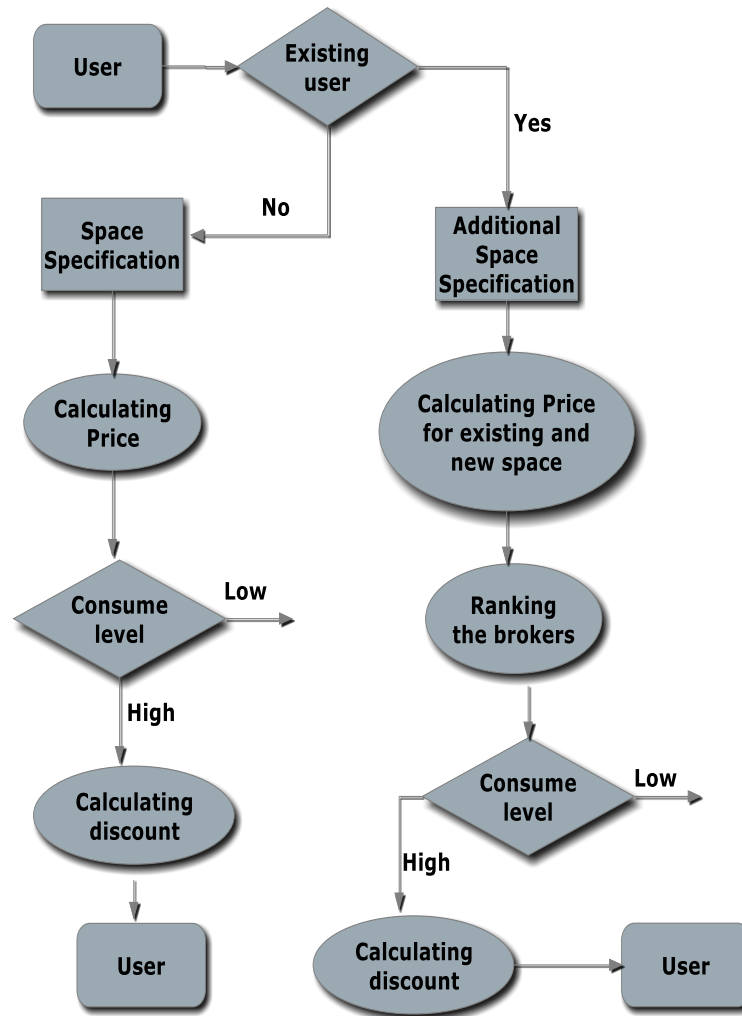 User
Existing
user
Yes
No
Space
Specification
Additional
Space
Specification
Calculating
Price
Calculating Price
for existing and
new space
Consume
level
Low
High
Ranking
the brokers
Calculating
discount
Consume
level
Low
High
User
Calculating
discount
User